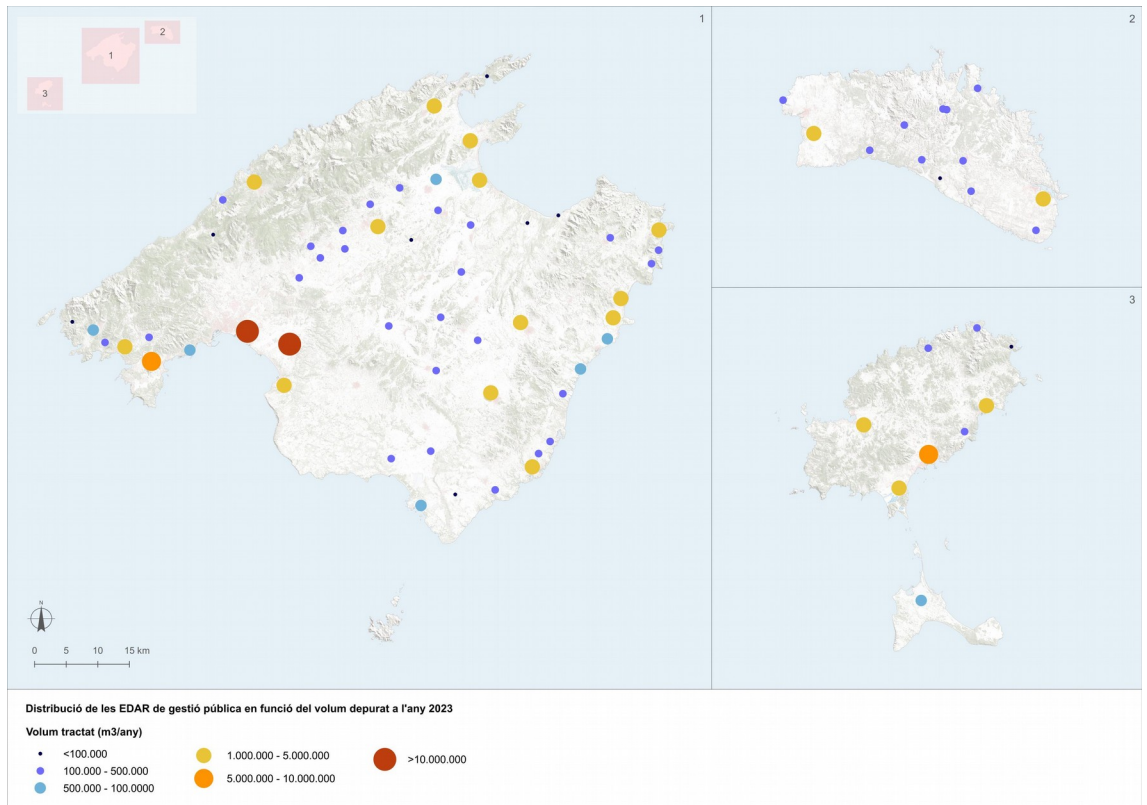 1
2
1
2
3
3
N
0 5 10 15 km
Distribució de les EDAR de gestió pública en funció del volum depurat a l'any 2023
Volum tractat (m3/any)
<100.000
100.000 - 500.000
500.000 - 100.0000
1.000.000 - 5.000.000
5.000.000 - 10.000.000
>10.000.000